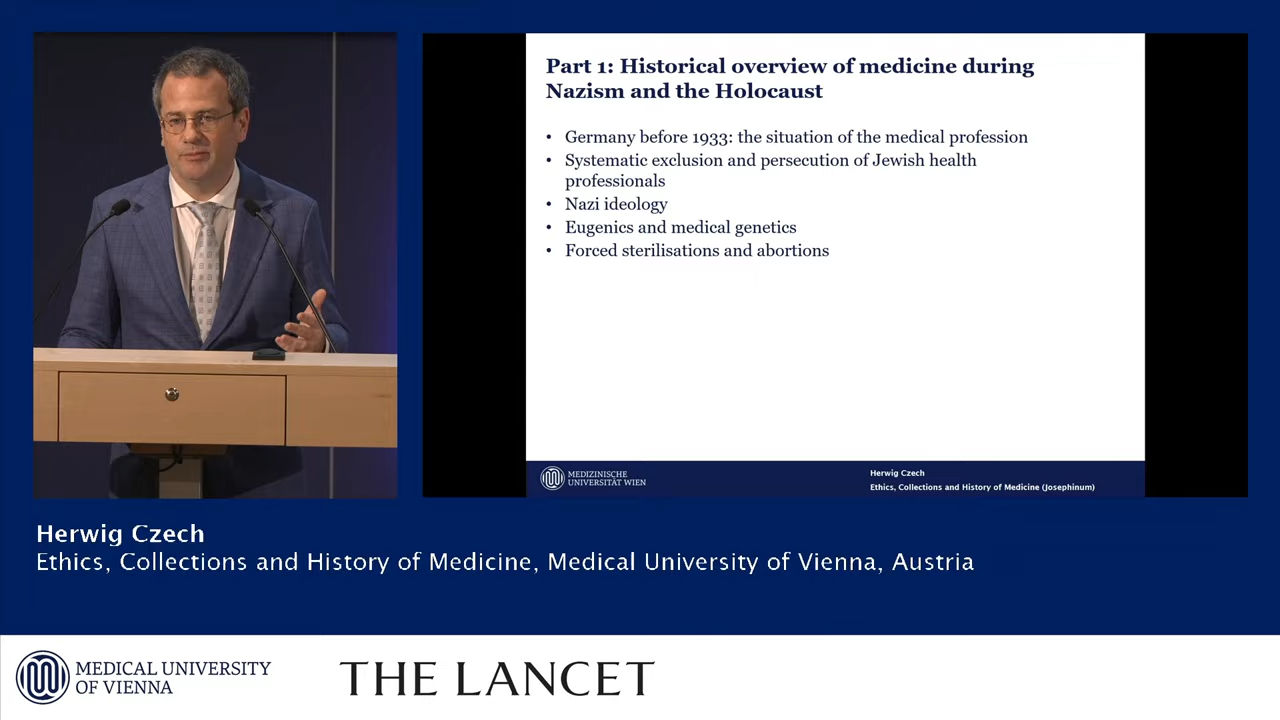 Part 1: Historical overview of medicine during
Nazism and the Holocaust
• Germany before 1933: the situation of the medical profession
• Systematic exclusion and persecution of Jewish health
professionals
• Nazi ideology
• Eugenics and medical genetics
• Forced sterilisations and abortions
MEDIZINISCHE
UNIVERSITÄT WIEN
Herwig Czech
Ethics, Collections and History of Medicine (Josephinum)
Herwig Czech
Ethics, Collections and History of Medicine, Medical University of Vienna, Austria
MEDICAL UNIVERSITY
OF VIENNA
THE LANCET